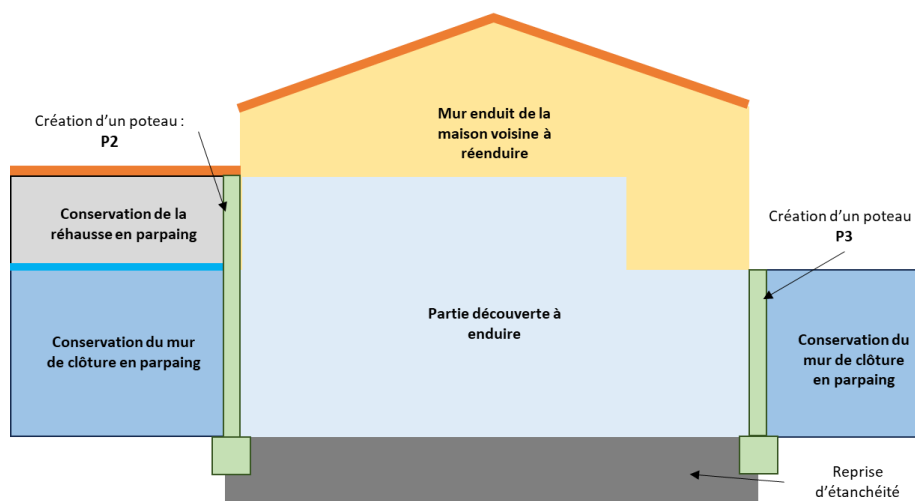 Mur enduit de la
maison voisine à
réenduire
Création d'un poteau :
P2
Conservation de la
réhausse en parpaing
Création d'un poteau
P3
Partie découverte à
enduire
Conservation du mur
de clôture en parpaing
Conservation du
mur de clôture
en parpaing
Reprise
d'étanchéité